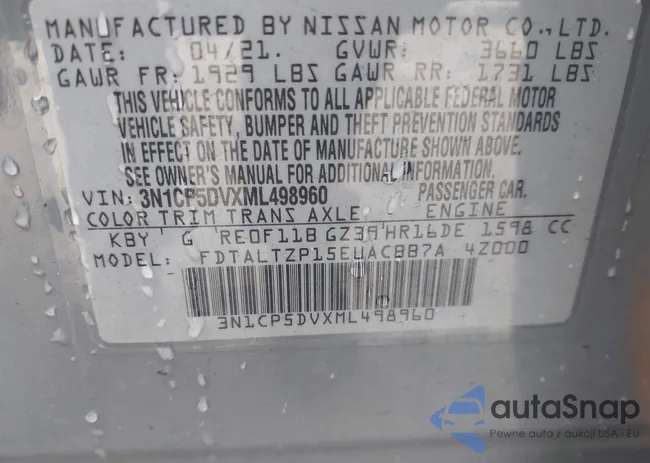 MANUFACTURED BY NISSAN MOTOR CO., LTD.
DATE: 04/21. GVWR: 3660 LBS
GAWR FR: 1929 LBS GAWR RR: 1731 LBS
THIS VEHICLE CONFORMS TO ALL APPLICABLE FEDERAL MOTOR
VEHICLE SAFETY, BUMPER AND THEFT PREVENTION STANDARDS
IN EFFECT ON THE DATE OF MANUFACTURE SHOWN ABOVE.
SEE OWNER'S MANUAL FOR ADDITIONAL INFORMATION
VIN: 3N1CP5DVXML498960 PASSENGER CAR.
COLOR TRIM TRANS AXLE ENGINE
KBY G RE0F11B GZ39 HR16DE 1598 CC
MODEL: FDTALTZP15EUACBB7A 4Z000
3N1CP5DVXML498960
autaSnap
Pewne auto z aukcji USA i EU